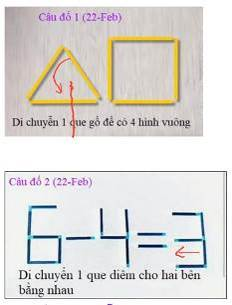 Câu đố 1 (22-Feb)
Di chuyển 1 que gỗ để có 4 hình vuông
Câu đố 2 (22-Feb)
6-4=3
Di chuyển 1 que diêm cho hai bên
bằng nhau